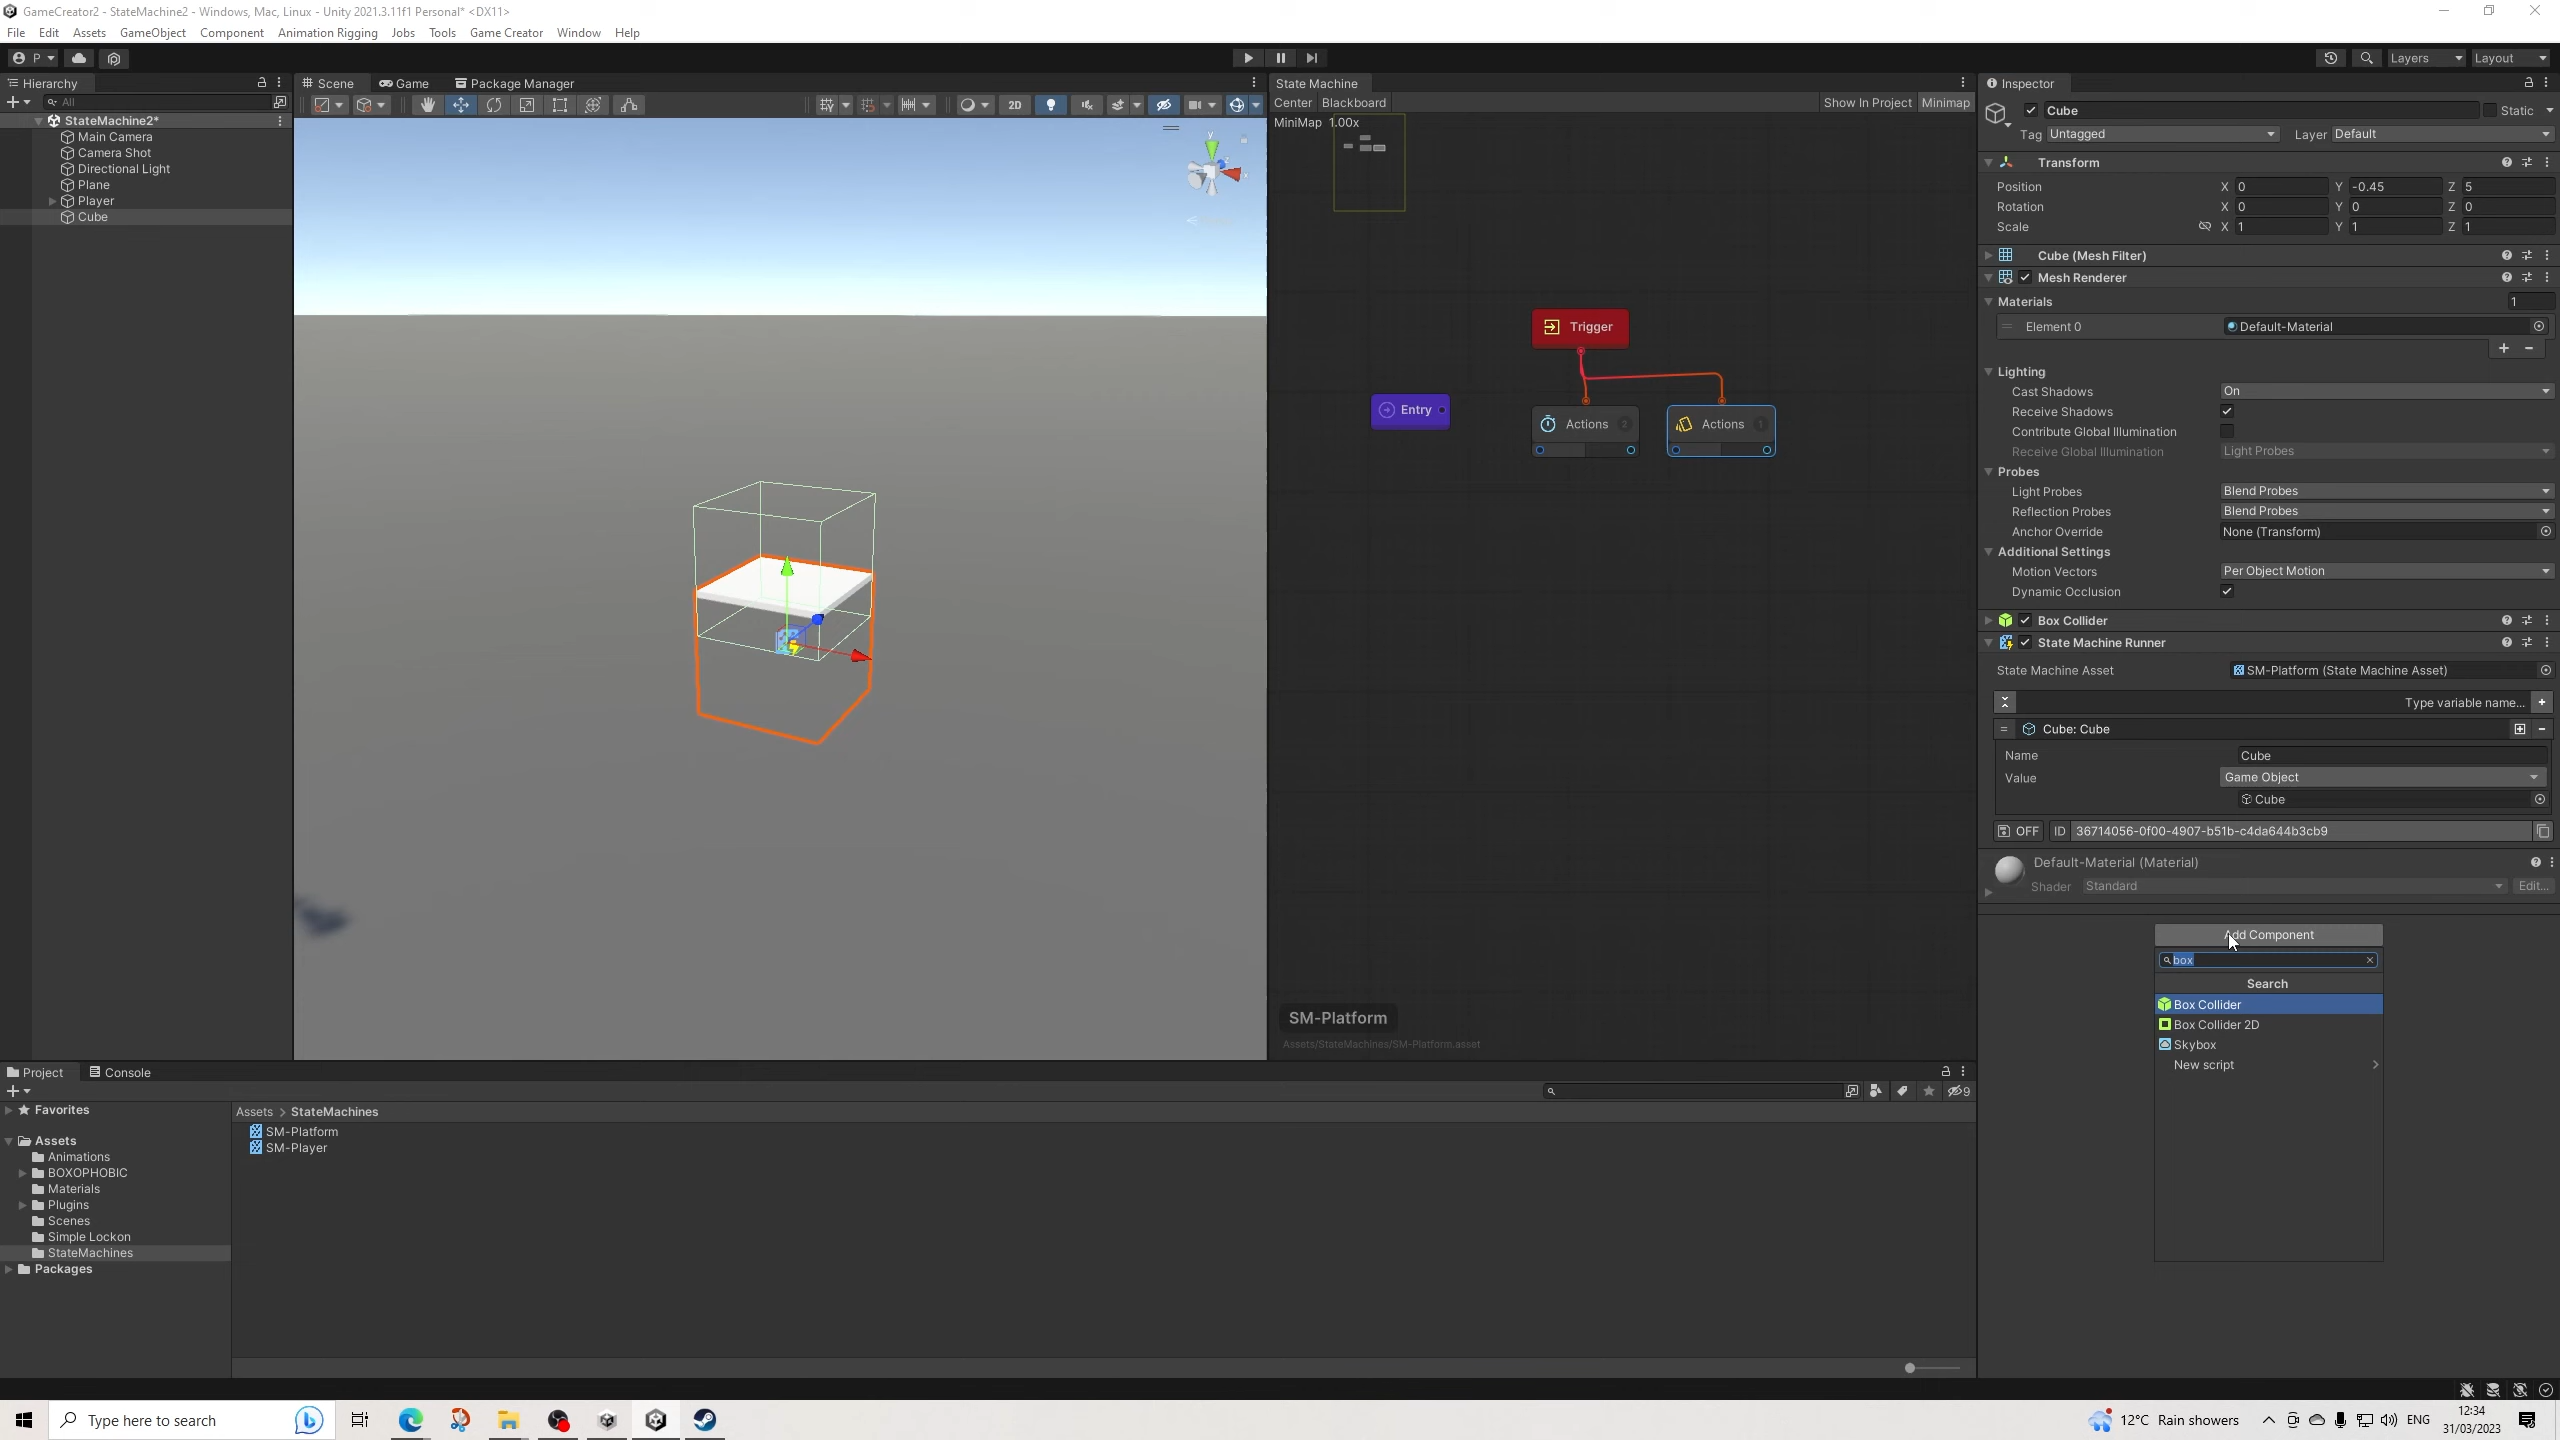 GameCreator2 - StateMachine2 - Windows, Mac, Linux - Unity 2021.3.11f1 Personal* <DX11>
File Edit Assets GameObject Component Animation Rigging Jobs Tools Game Creator Window Help
P Layers Layout
Hierarchy
All
StateMachine2*
Main Camera
Camera Shot
Directional Light
Plane
Player
Cube
Scene Game Package Manager
2D
y
State Machine
Center Blackboard Show In Project Minimap
MiniMap 1.00x
Trigger
Entry
Actions 2
Actions 1
SM-Platform
Assets/StateMachines/SM-Platform.asset
Inspector
Cube Static
Tag Untagged Layer Default
Transform
Position X 0 Y -0.45 Z 5
Rotation X 0 Y 0 Z 0
Scale X 1 Y 1 Z 1
Cube (Mesh Filter)
Mesh Renderer
Materials 1
Element 0 Default-Material
Lighting
Cast Shadows On
Receive Shadows
Contribute Global Illumination
Receive Global Illumination Light Probes
Probes
Light Probes Blend Probes
Reflection Probes Blend Probes
Anchor Override None (Transform)
Additional Settings
Motion Vectors Per Object Motion
Dynamic Occlusion
Box Collider
State Machine Runner
State Machine Asset SM-Platform (State Machine Asset)
Type variable name...
Cube: Cube
Name Cube
Value Game Object
Cube
OFF ID 36714056-0f00-4907-b51b-c4da644b3cb9
Default-Material (Material)
Shader Standard Edit...
Add Component
box
Search
Box Collider
Box Collider 2D
Skybox
New script
Project Console
9
Favorites
Assets
Animations
BOXOPHOBIC
Materials
Plugins
Scenes
Simple Lockon
StateMachines
Packages
Assets > StateMachines
SM-Platform
SM-Player
Type here to search
12°C Rain showers
ENG
12:34
31/03/2023